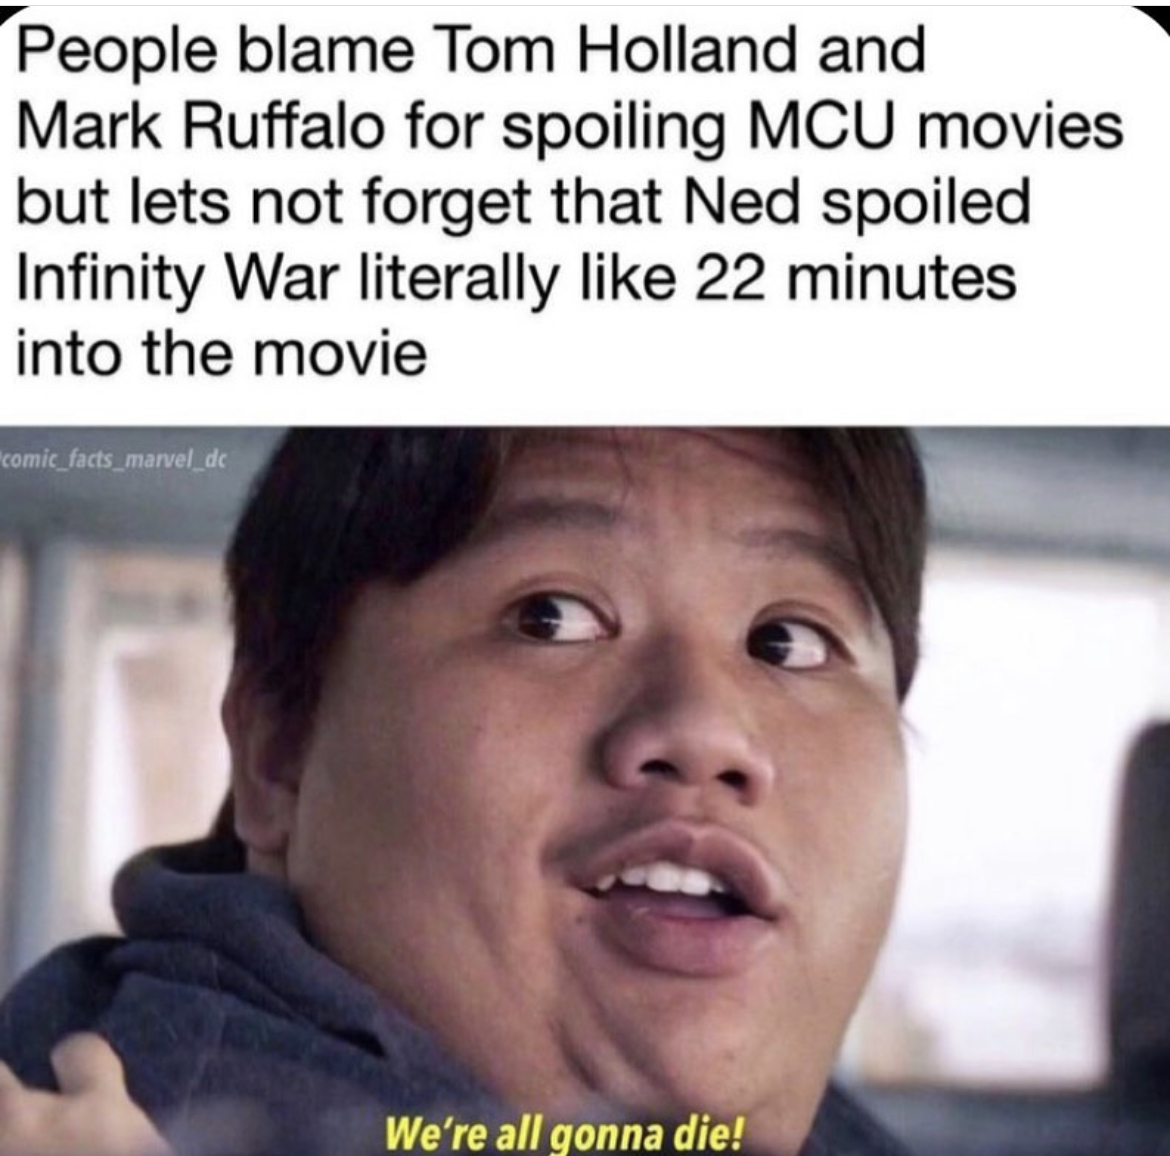 People blame Tom Holland and
Mark Ruffalo for spoiling MCU movies
but lets not forget that Ned spoiled
Infinity War literally like 22 minutes
into the movie
comic_facts_marvel_dc
We're all gonna die!